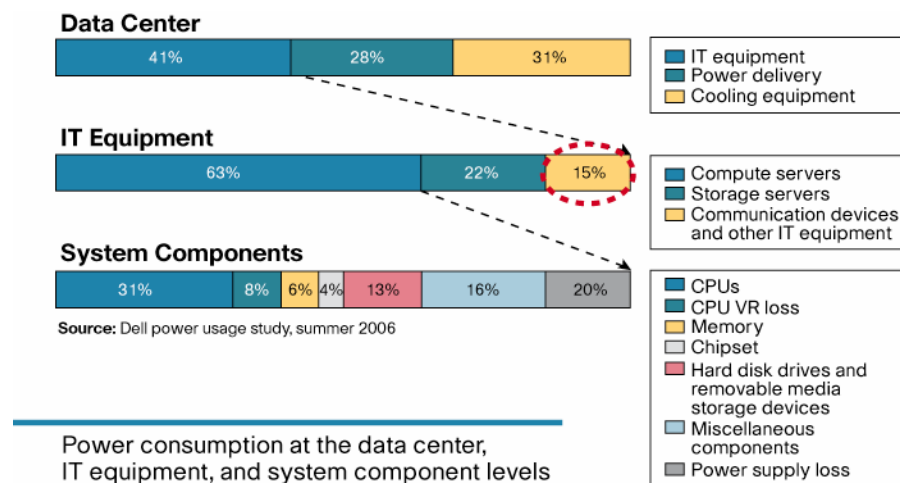 Data Center
41% 28% 31%
IT equipment
Power delivery
Cooling equipment
IT Equipment
63% 22% 15%
Compute servers
Storage servers
Communication devices
and other IT equipment
System Components
31% 8% 6% 4% 13% 16% 20%
CPUs
CPU VR loss
Memory
Chipset
Hard disk drives and
removable media
storage devices
Miscellaneous
components
Power supply loss
Source: Dell power usage study, summer 2006
Power consumption at the data center,
IT equipment, and system component levels